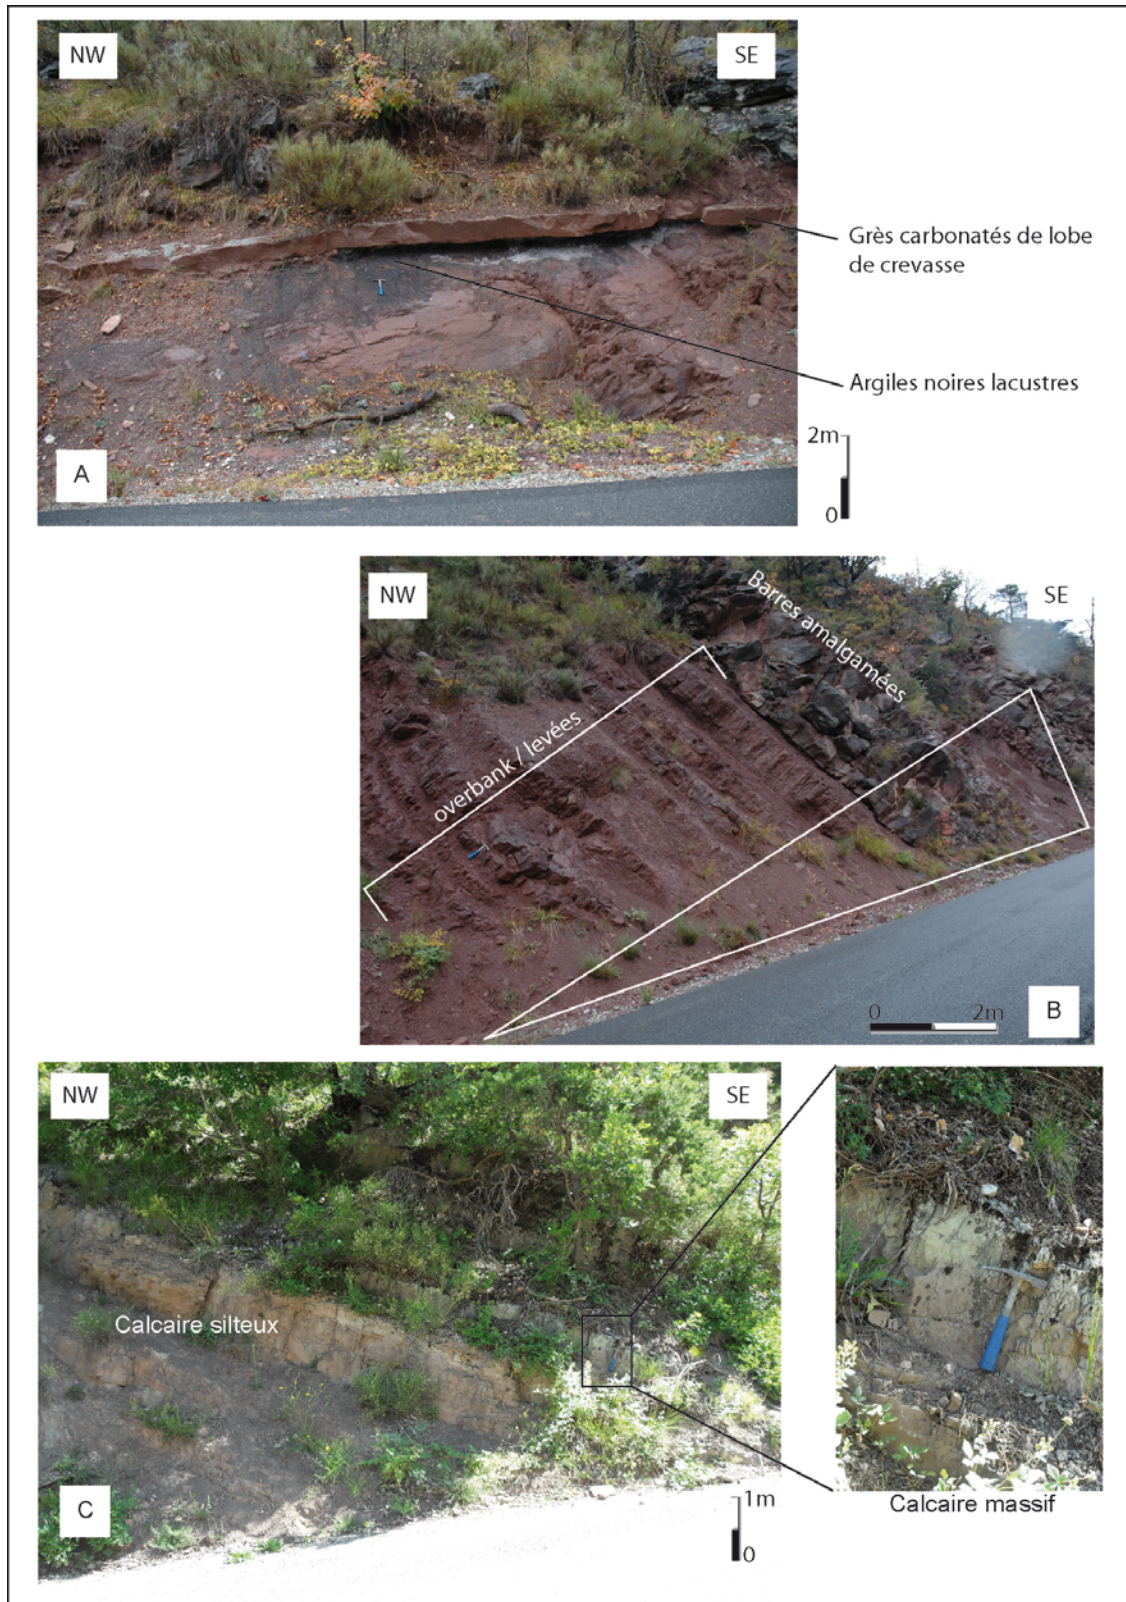 NW
SE
Grès carbonatés de lobe
de crevasse
Argiles noires lacustres
2m
0
A
NW
SE
Barres amalgamées
overbank / levées
0 2m
B
NW
SE
Calcaire silteux
C
1m
0
Calcaire massif